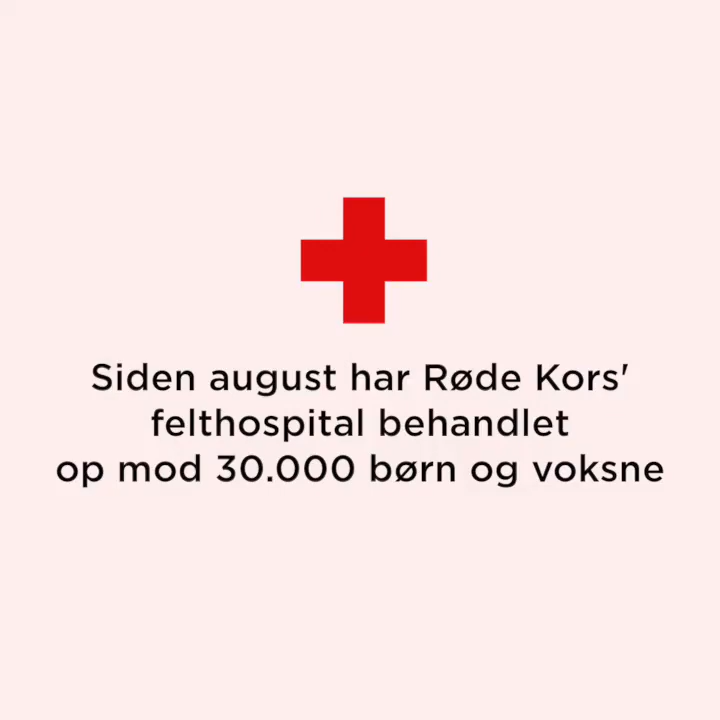 Siden august har Røde Kors'
felthospital behandlet
op mod 30.000 børn og voksne